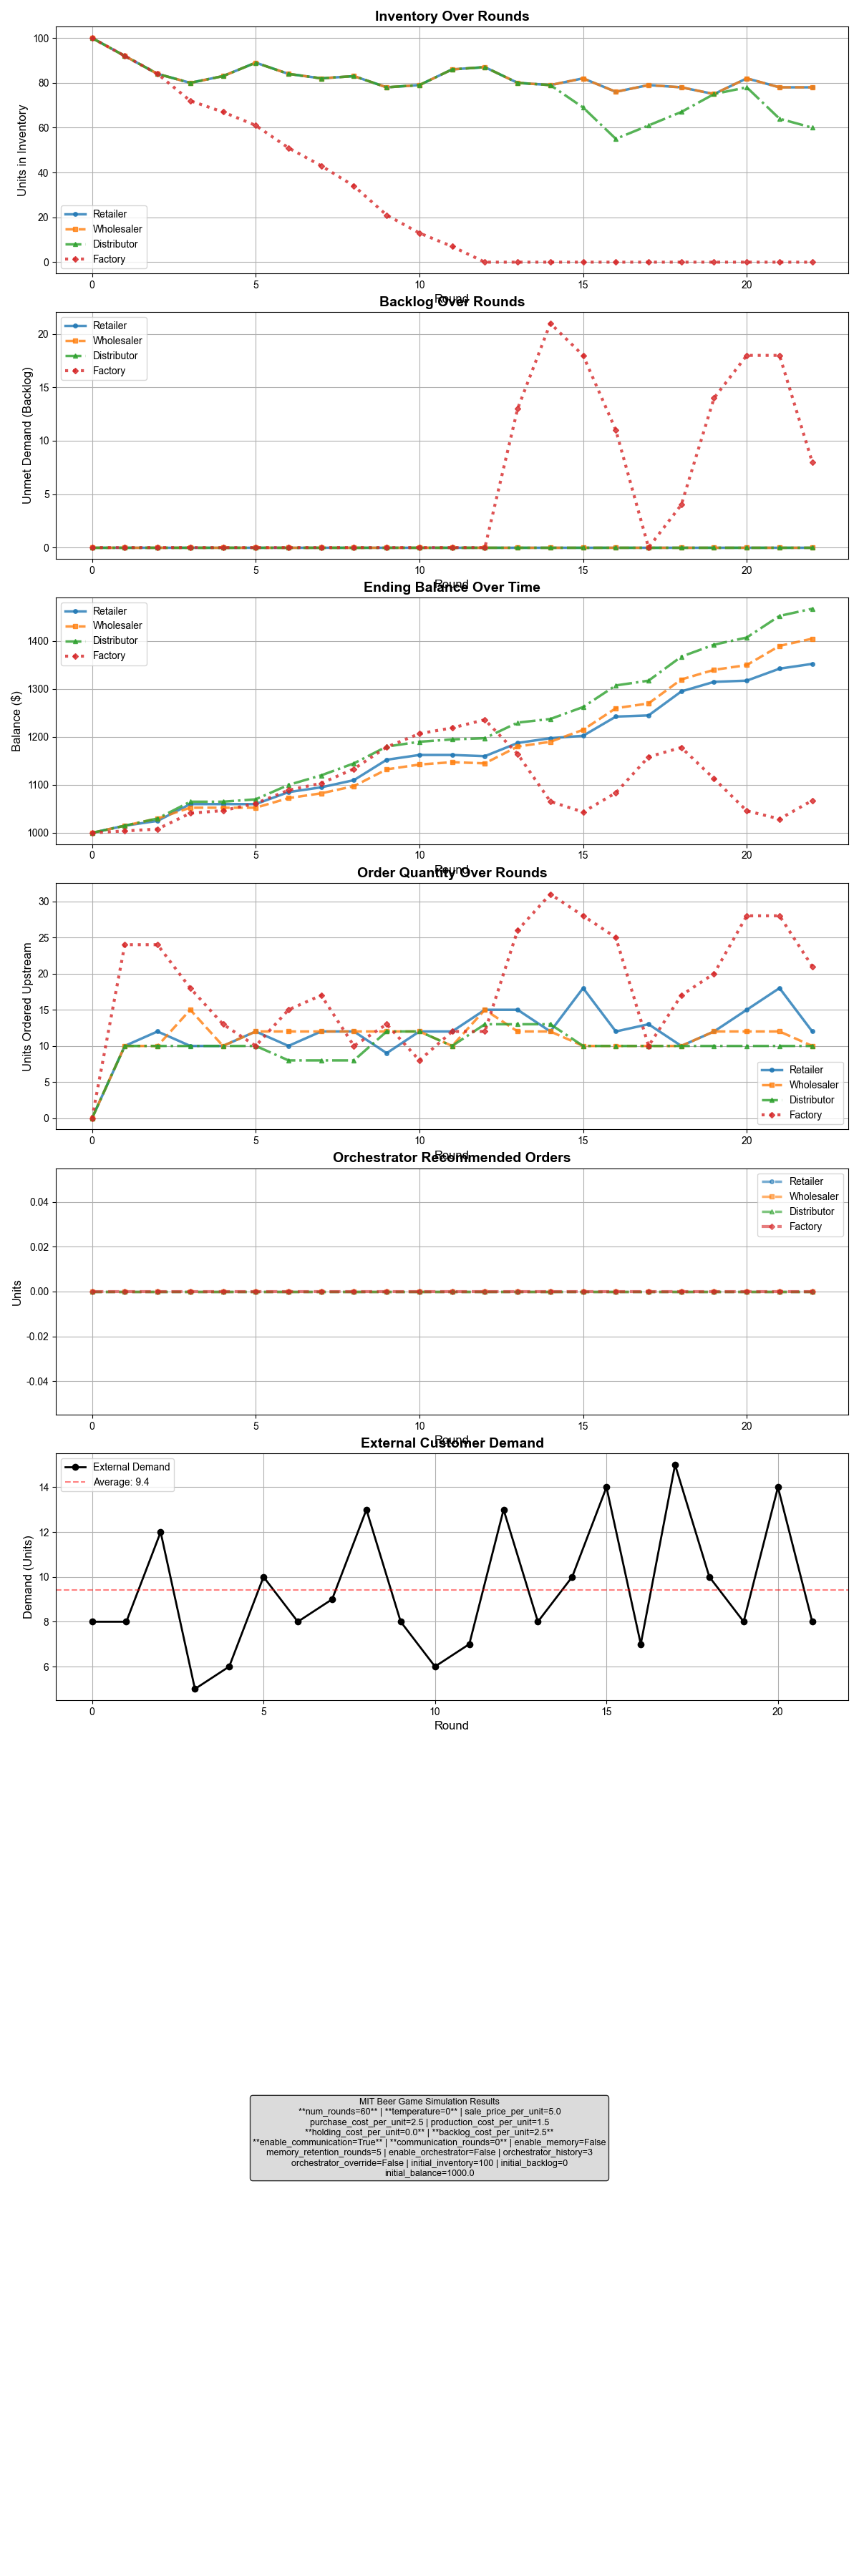 Inventory Over Rounds
100
80
60
40
20
0
Units in Inventory
Retailer
Wholesaler
Distributor
Factory
0 5 10 15 20
Round
Backlog Over Rounds
20
15
10
5
0
Unmet Demand (Backlog)
Retailer
Wholesaler
Distributor
Factory
0 5 10 15 20
Round
Ending Balance Over Time
1400
1300
1200
1100
1000
Balance ($)
Retailer
Wholesaler
Distributor
Factory
0 5 10 15 20
Round
Order Quantity Over Rounds
30
25
20
15
10
5
0
Units Ordered Upstream
Retailer
Wholesaler
Distributor
Factory
0 5 10 15 20
Round
Orchestrator Recommended Orders
0.04
0.02
0.00
-0.02
-0.04
Units
Retailer
Wholesaler
Distributor
Factory
0 5 10 15 20
Round
External Customer Demand
14
12
10
8
6
Demand (Units)
External Demand
Average: 9.4
0 5 10 15 20
Round
MIT Beer Game Simulation Results
**num_rounds=60** | **temperature=0** | sale_price_per_unit=5.0
purchase_cost_per_unit=2.5 | production_cost_per_unit=1.5
**holding_cost_per_unit=0.0** | **backlog_cost_per_unit=2.5**
**enable_communication=True** | **communication_rounds=0** | enable_memory=False
memory_retention_rounds=5 | enable_orchestrator=False | orchestrator_history=3
orchestrator_override=False | initial_inventory=100 | initial_backlog=0
initial_balance=1000.0